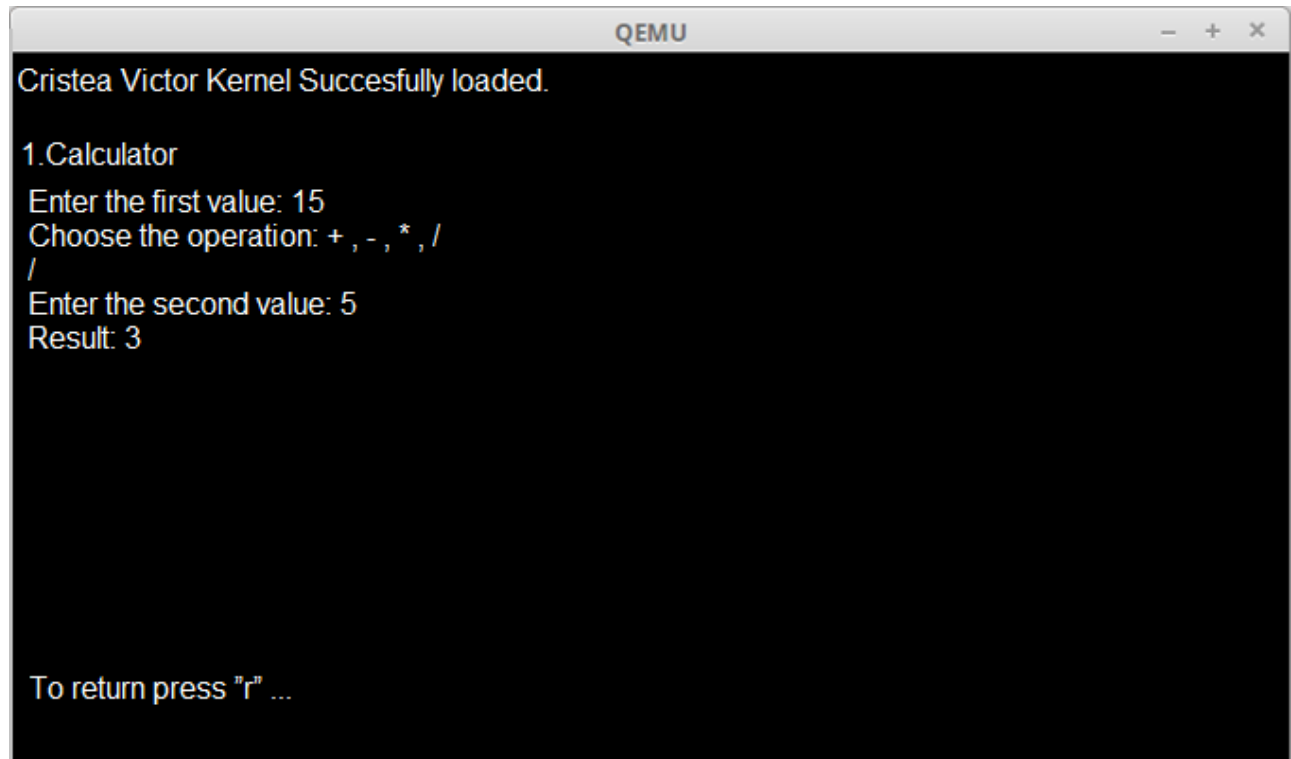 QEMU
Cristea Victor Kernel Succesfully loaded.
1.Calculator
Enter the first value: 15
Choose the operation: + , - , * , /
/
Enter the second value: 5
Result: 3
To return press ”r” ...